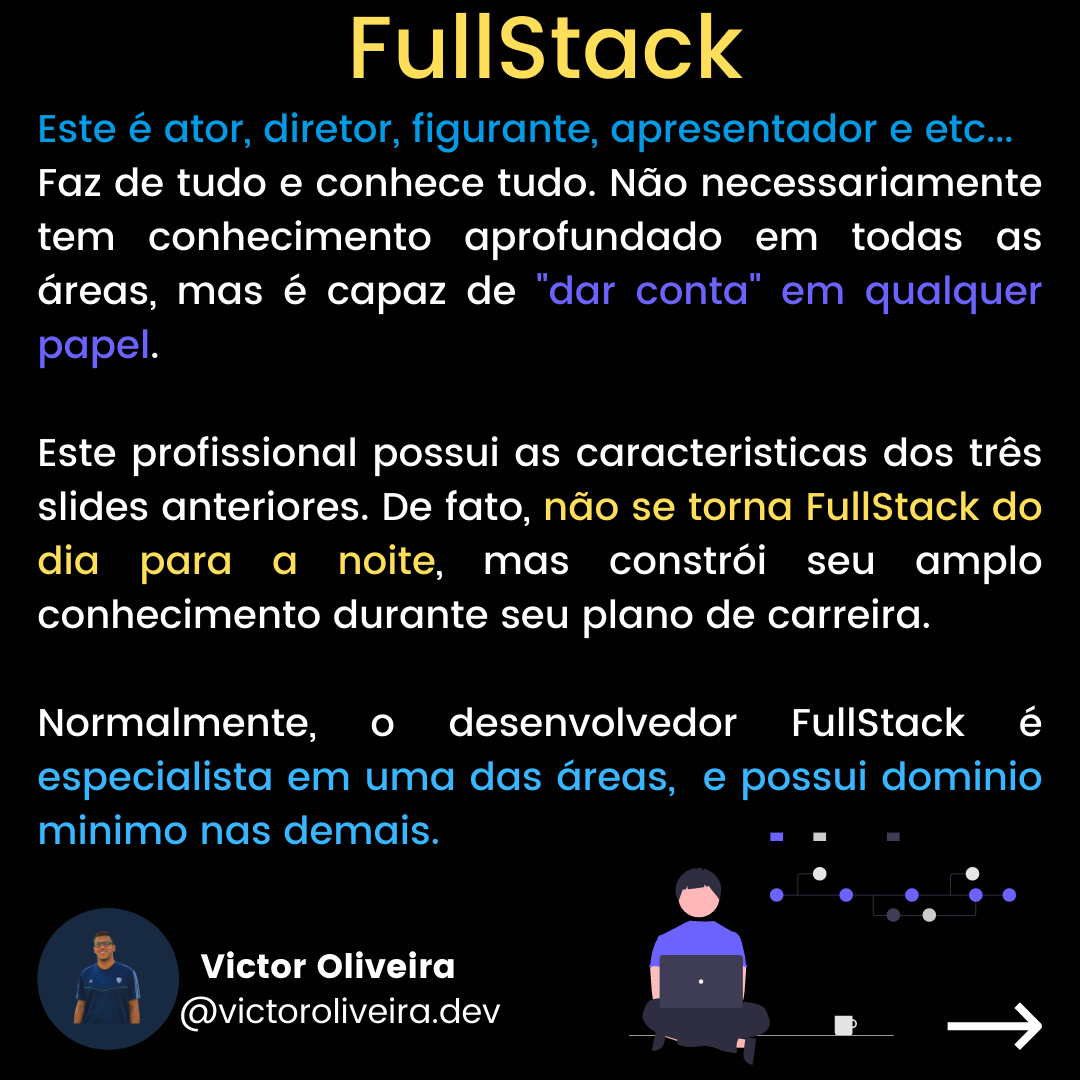 FullStack
Este é ator, diretor, figurante, apresentador e etc...
Faz de tudo e conhece tudo. Não necessariamente
tem conhecimento aprofundado em todas as
áreas, mas é capaz de "dar conta" em qualquer
papel.
Este profissional possui as caracteristicas dos três
slides anteriores. De fato, não se torna FullStack do
dia para a noite, mas constrói seu amplo
conhecimento durante seu plano de carreira.
Normalmente, o desenvolvedor FullStack é
especialista em uma das áreas,  e possui dominio
minimo nas demais.
Victor Oliveira
@victoroliveira.dev